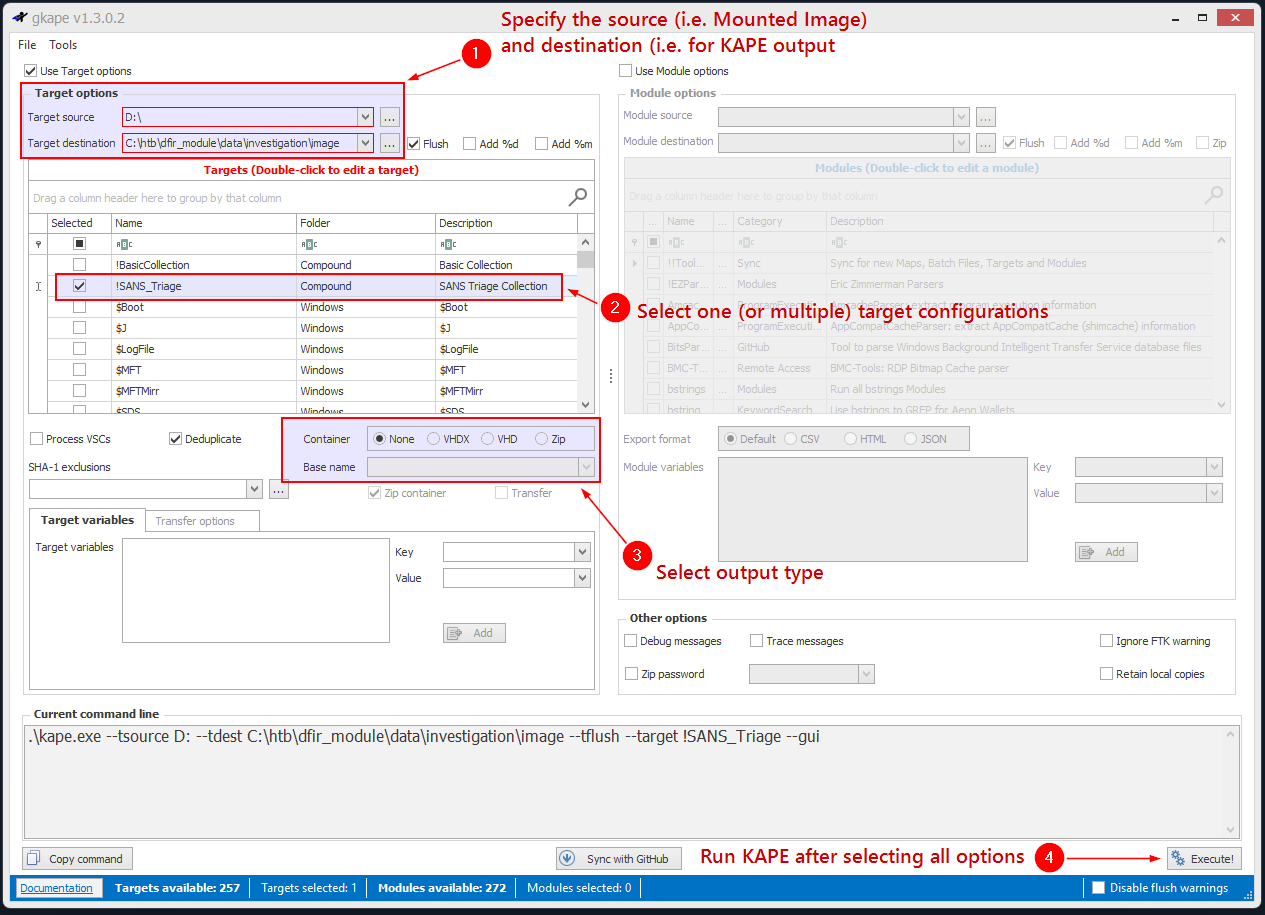 gkape v1.3.0.2
Specify the source (i.e. Mounted Image)
and destination (i.e. for KAPE output
File Tools
1
Use Target options
Target options
Target source D:\ ...
Target destination C:\htb\dfir_module\data\investigation\image ... Flush Add %d Add %m
Targets (Double-click to edit a target)
Drag a column header here to group by that column
Selected Name Folder Description
!BasicCollection Compound Basic Collection
!SANS_Triage Compound SANS Triage Collection
$Boot Windows $Boot
$J Windows $J
$LogFile Windows $LogFile
$MFT Windows $MFT
$MFTMirr Windows $MFTMirr
$SDS Windows $SDS
2 Select one (or multiple) target configurations
Process VSCs Deduplicate
Container None VHDX VHD Zip
Base name
SHA-1 exclusions
...
Zip container Transfer
3
Select output type
Target variables Transfer options
Target variables
Key
Value
Add
Use Module options
Module options
Module source ...
Module destination ... Flush Add %d Add %m Zip
Modules (Double-click to edit a module)
Drag a column header here to group by that column
... Name ... Category Description
!!Tool... ... Sync Sync for new Maps, Batch Files, Targets and Modules
!EZPar... ... Modules Eric Zimmerman Parsers
Amcac... ... ProgramExecuti... AmcacheParser: extract program execution information
AppCo... ... ProgramExecuti... AppCompatCacheParser: extract AppCompatCache (shimcache) information
BitsPar... ... GitHub Tool to parse Windows Background Intelligent Transfer Service database files
BMC-T... ... Remote Access BMC-Tools: RDP Bitmap Cache parser
bstrings ... Modules Run all bstrings Modules
bstring... ... KeywordSearch Use bstrings to GREP for Aeon Wallets
Export format Default CSV HTML JSON
Module variables
Key
Value
Add
Other options
Debug messages Trace messages Ignore FTK warning
Zip password Retain local copies
Current command line
.\kape.exe --tsource D: --tdest C:\htb\dfir_module\data\investigation\image --tflush --target !SANS_Triage --gui
Copy command Sync with GitHub Run KAPE after selecting all options 4 Execute!
Documentation Targets available: 257 Targets selected: 1 Modules available: 272 Modules selected: 0 Disable flush warnings